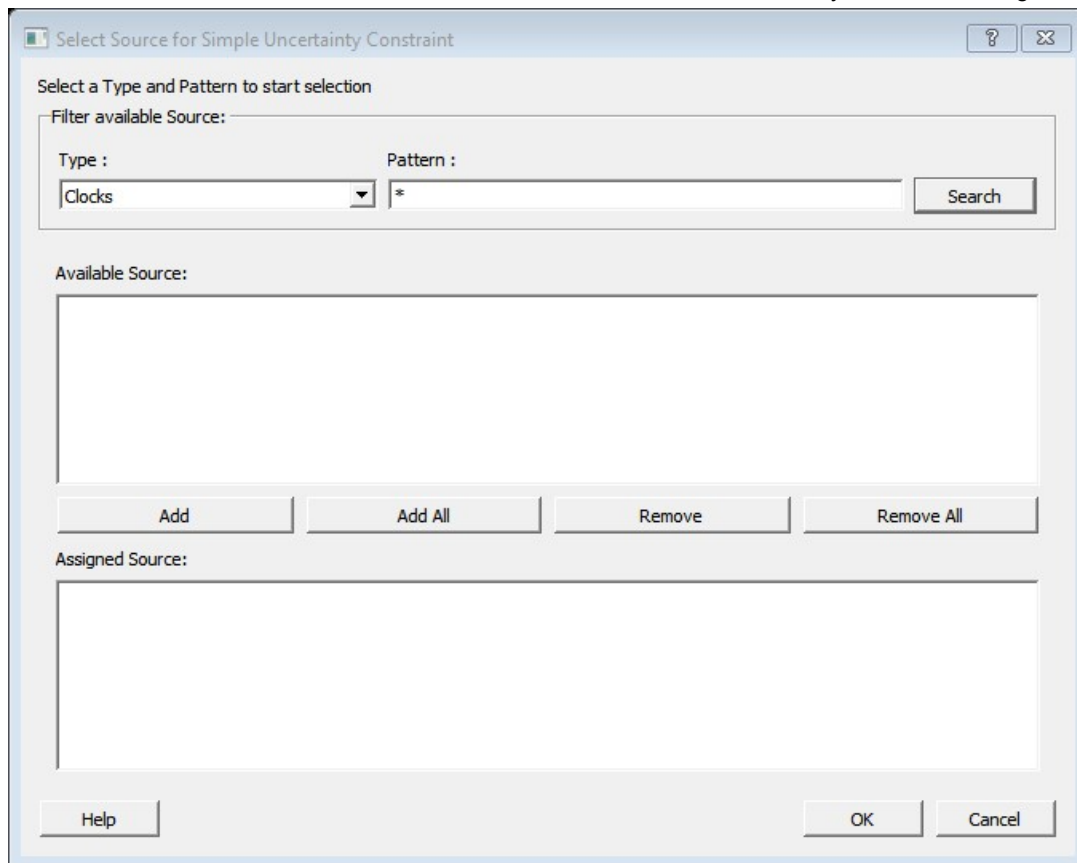 Select Source for Simple Uncertainty Constraint
Select a Type and Pattern to start selection
Filter available Source:
Type : Pattern :
Clocks * Search
Available Source:
Add Add All Remove Remove All
Assigned Source:
Help OK Cancel